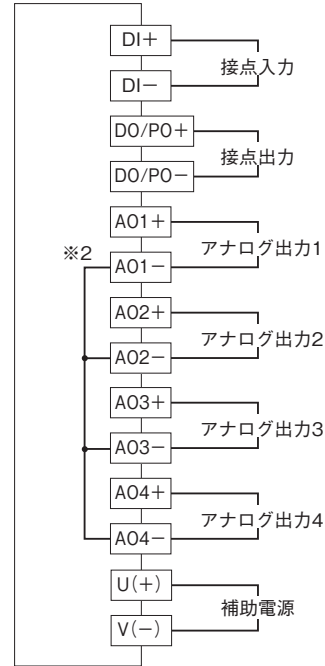 DI+
DI−
接点入力
DO/PO+
DO/PO−
接点出力
AO1+
※2
AO1−
アナログ出力1
AO2+
AO2−
アナログ出力2
AO3+
AO3−
アナログ出力3
AO4+
AO4−
アナログ出力4
U(+)
V(−)
補助電源